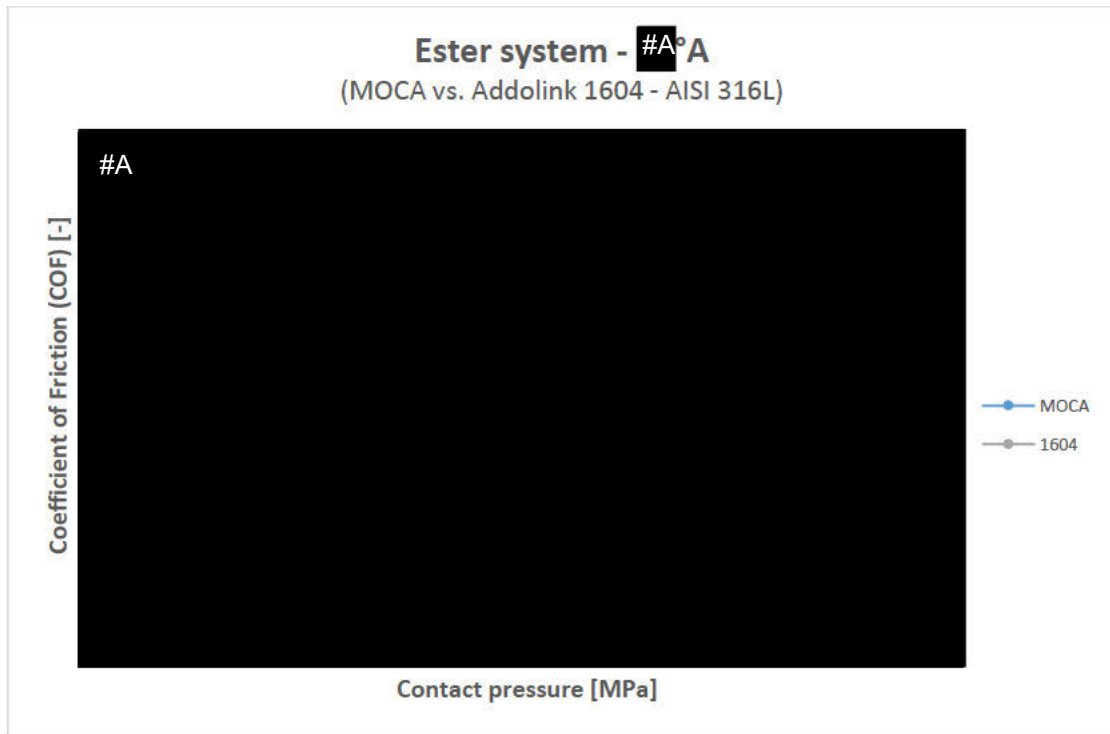 Ester system - #A°A
(MOCA vs. Addolink 1604 - AISI 316L)
#A
Coefficient of Friction (COF) [-]
MOCA
1604
Contact pressure [MPa]